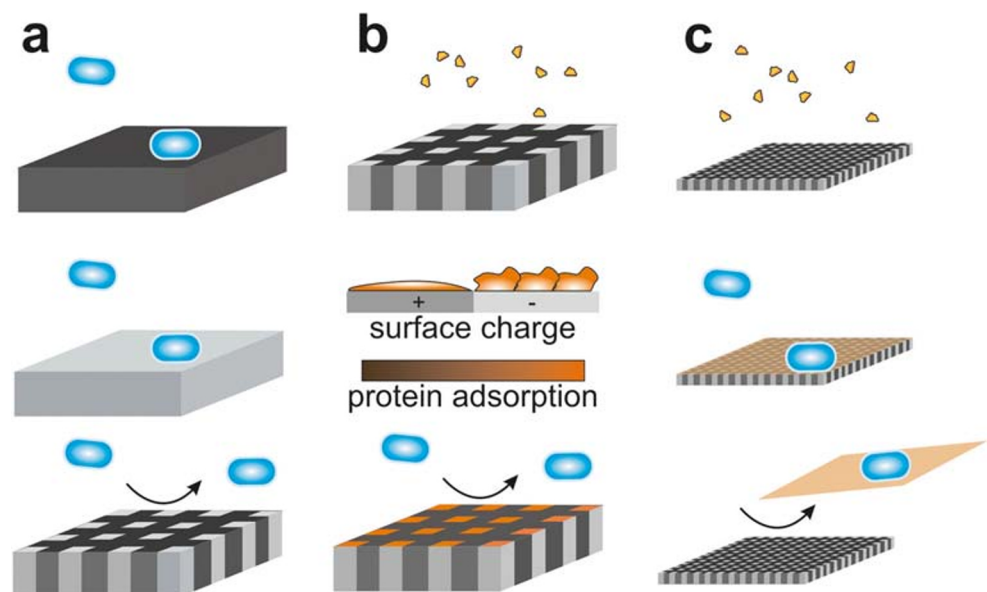 a
b
c
+ -
surface charge
protein adsorption